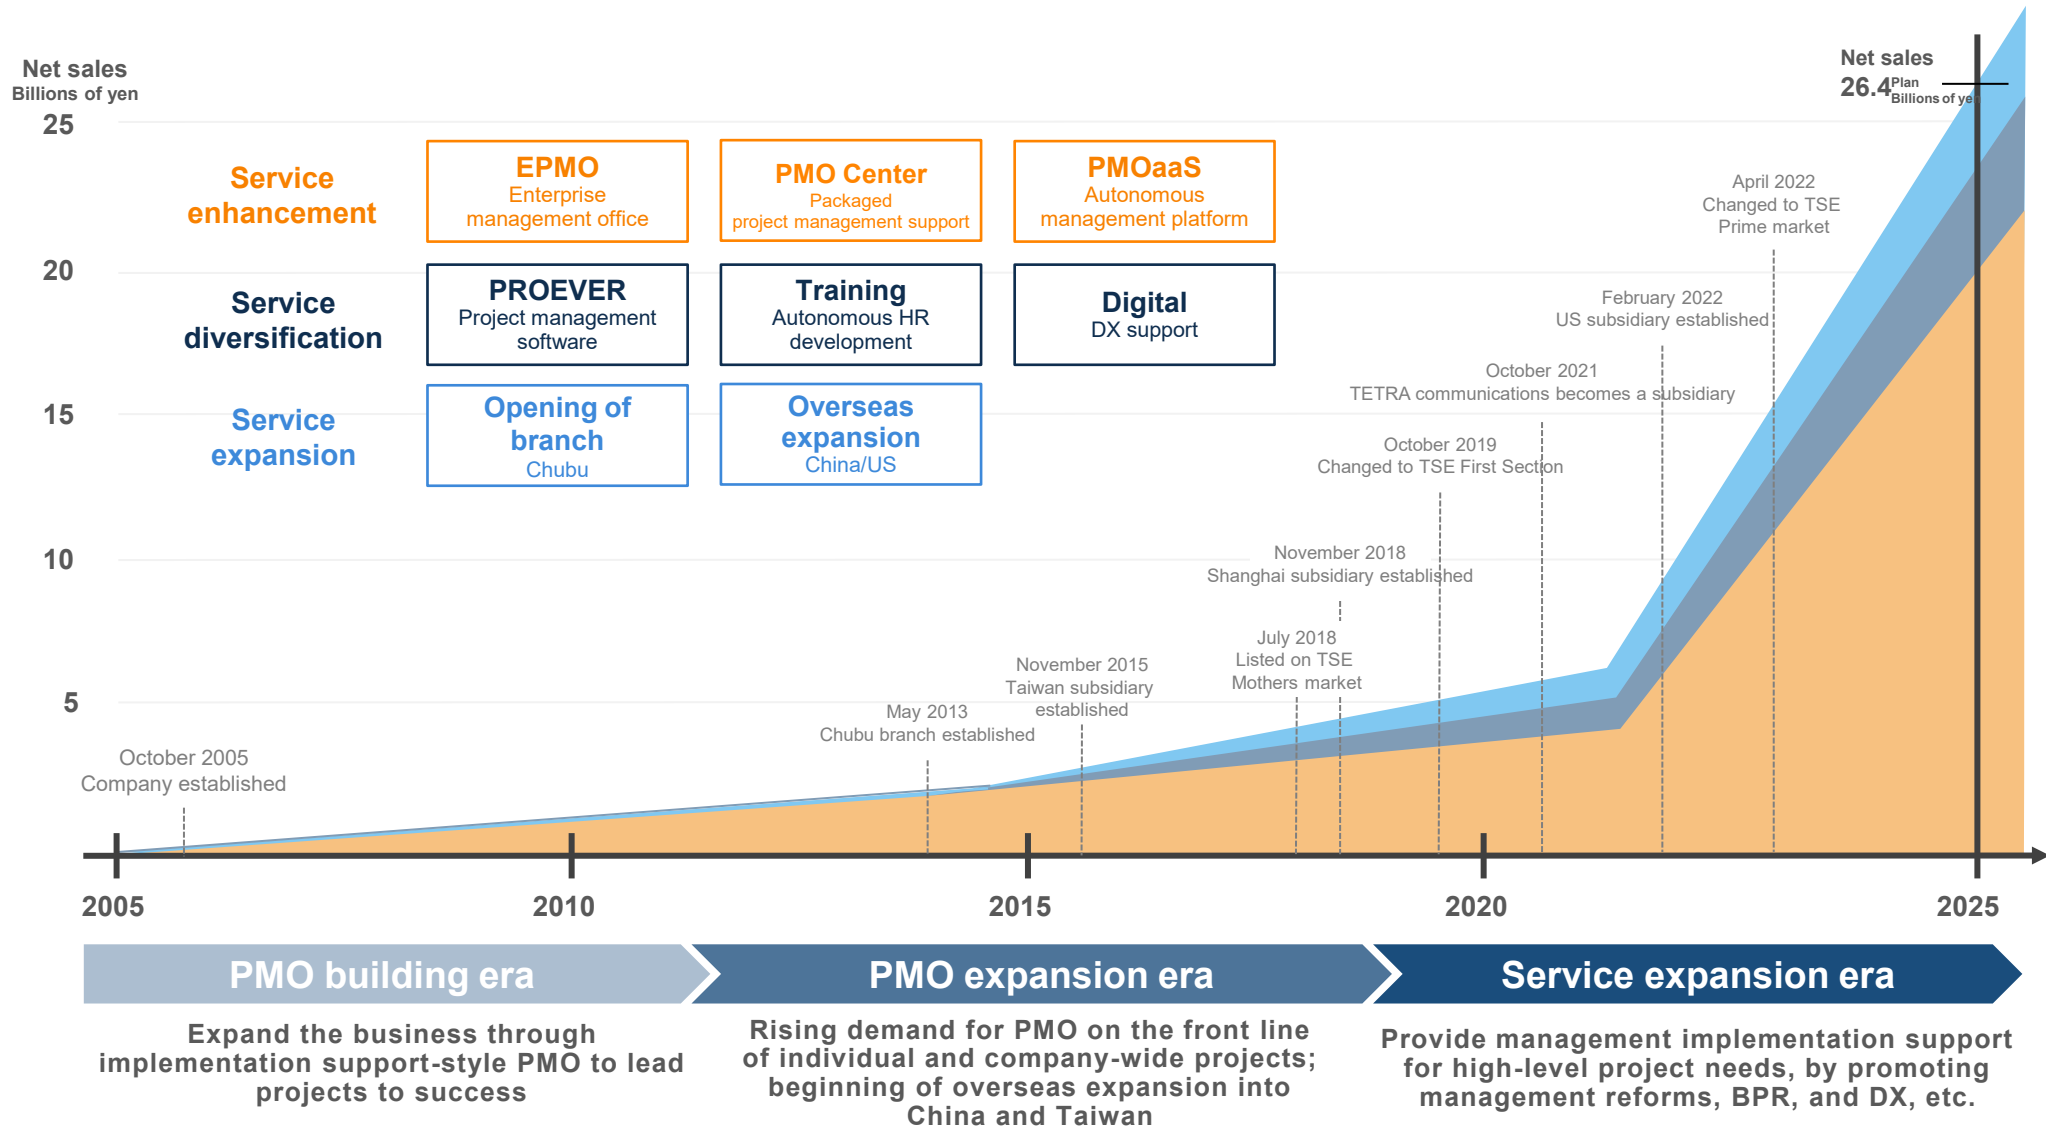 Net sales
Billions of yen
25
20
15
10
5
Service
enhancement
EPMO
Enterprise
management office
PMO Center
Packaged
project management support
PMOaaS
Autonomous
management platform
Service
diversification
PROEVER
Project management
software
Training
Autonomous HR
development
Digital
DX support
Service
expansion
Opening of
branch
Chubu
Overseas
expansion
China/US
Net sales
26.4 Plan
Billions of yen
October 2005
Company established
May 2013
Chubu branch established
November 2015
Taiwan subsidiary
established
July 2018
Listed on TSE
Mothers market
November 2018
Shanghai subsidiary established
October 2019
Changed to TSE First Section
October 2021
TETRA communications becomes a subsidiary
February 2022
US subsidiary established
April 2022
Changed to TSE
Prime market
2005
2010
2015
2020
2025
PMO building era
PMO expansion era
Service expansion era
Expand the business through
implementation support-style PMO to lead
projects to success
Rising demand for PMO on the front line
of individual and company-wide projects;
beginning of overseas expansion into
China and Taiwan
Provide management implementation support
for high-level project needs, by promoting
management reforms, BPR, and DX, etc.